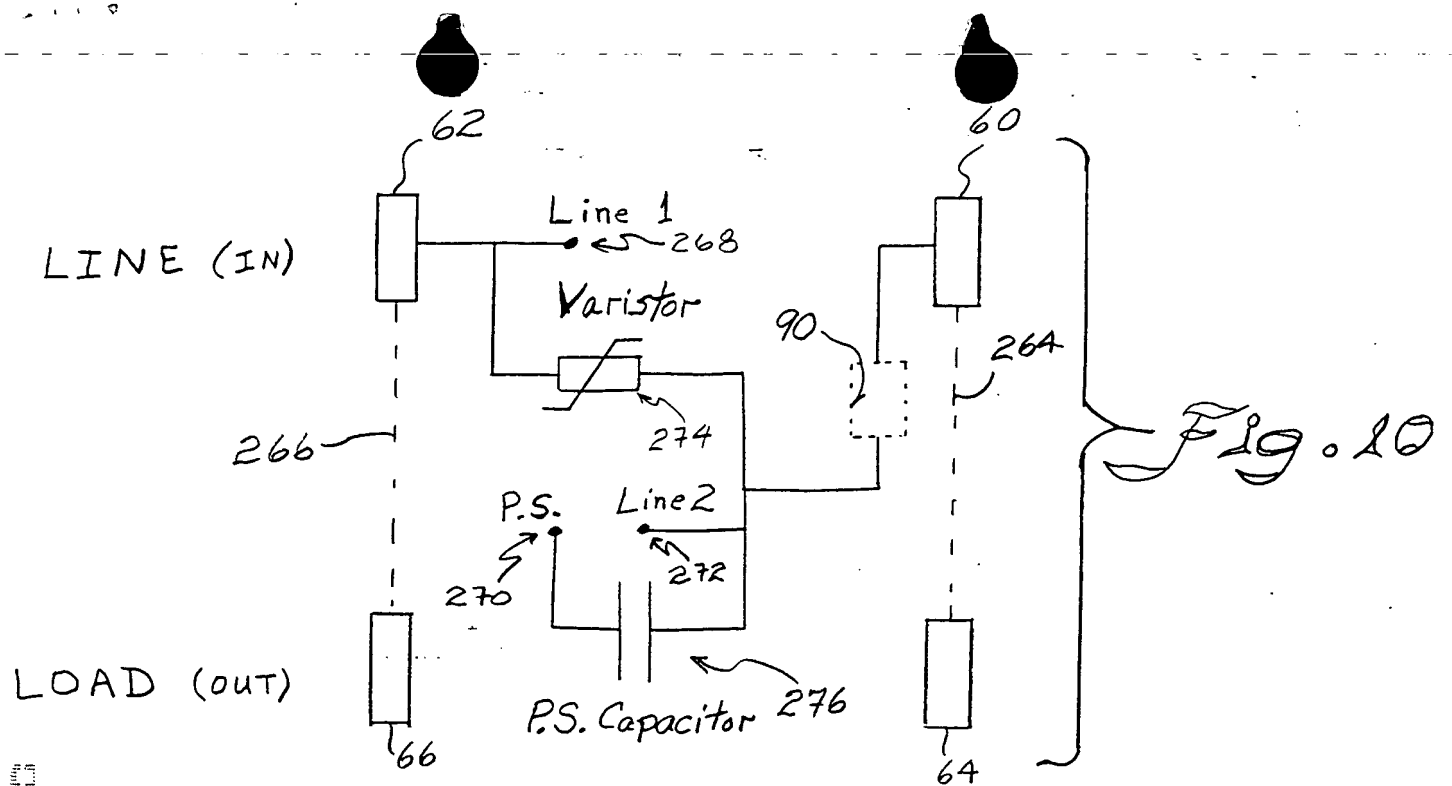 62
60
Line 1
268
LINE (IN)
Varistor
90
264
274
266
Fig. 10
P.S.
Line 2
272
270
LOAD (OUT)
276
P.S. Capacitor
66
64